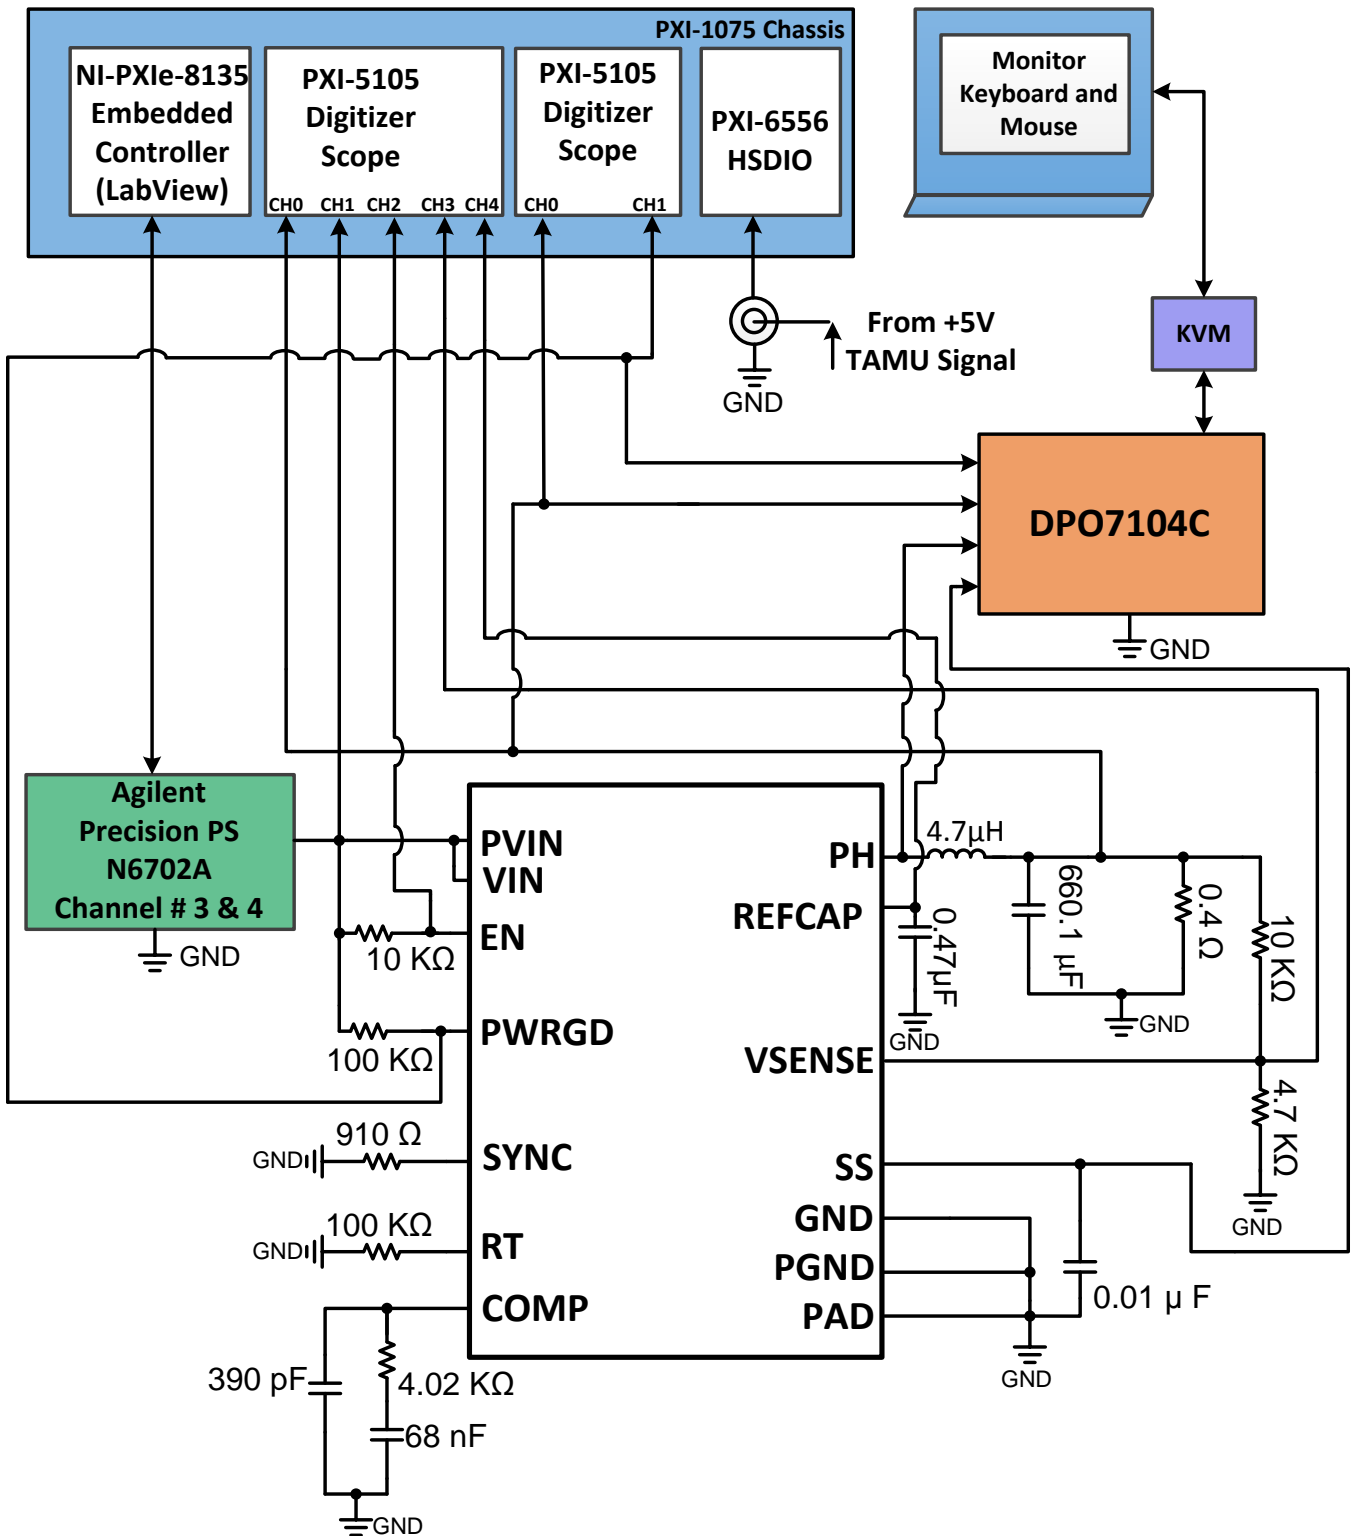 PXI-1075 Chassis
NI-PXIe-8135
Embedded
Controller
(LabView)
PXI-5105
Digitizer
Scope
CH0 CH1 CH2 CH3 CH4
PXI-5105
Digitizer
Scope
CH0 CH1
PXI-6556
HSDIO
Monitor
Keyboard and
Mouse
KVM
From +5V
TAMU Signal
GND
DPO7104C
GND
Agilent
Precision PS
N6702A
Channel # 3 & 4
GND
PVIN
VIN
EN
10 KΩ
PWRGD
100 KΩ
910 Ω
GND
SYNC
100 KΩ
GND
RT
COMP
390 pF
4.02 KΩ
68 nF
GND
PH
4.7µH
REFCAP
0.47µF
GND
660.1 µF
0.4 Ω
GND
10 KΩ
VSENSE
4.7 KΩ
GND
SS
GND
PGND
PAD
0.01 µ F
GND